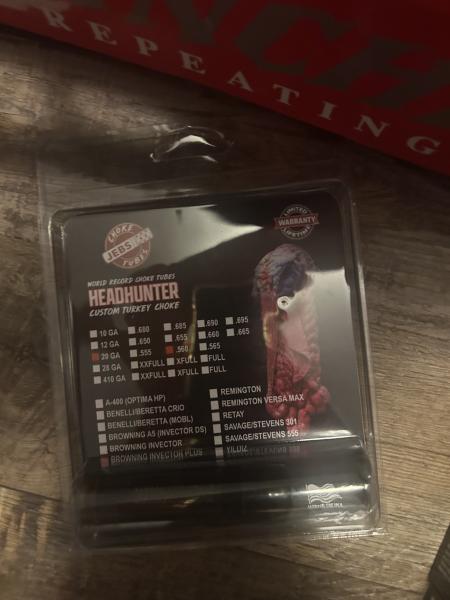 NCH
REPEATING
CHOKE
JEBS
TUBES
LIMITED
WARRANTY
LIFETIME
WORLD RECORD CHOKE TUBES
HEADHUNTER
CUSTOM TURKEY CHOKE
10 GA .680 .685 .690 .695
12 GA .650 .655 .660 .665
20 GA .555 .560 .565
28 GA XXFULL XFULL FULL
410 GA XXFULL XFULL FULL
A-400 (OPTIMA HP)
BENELLI/BERETTA CRIO
BENELLI/BERETTA (MOBL)
BROWNING A5 (INVECTOR DS)
BROWNING INVECTOR
BROWNING INVECTOR PLUS
REMINGTON
REMINGTON VERSA MAX
RETAY
SAVAGE/STEVENS 301
SAVAGE/STEVENS 555
YILDIZ